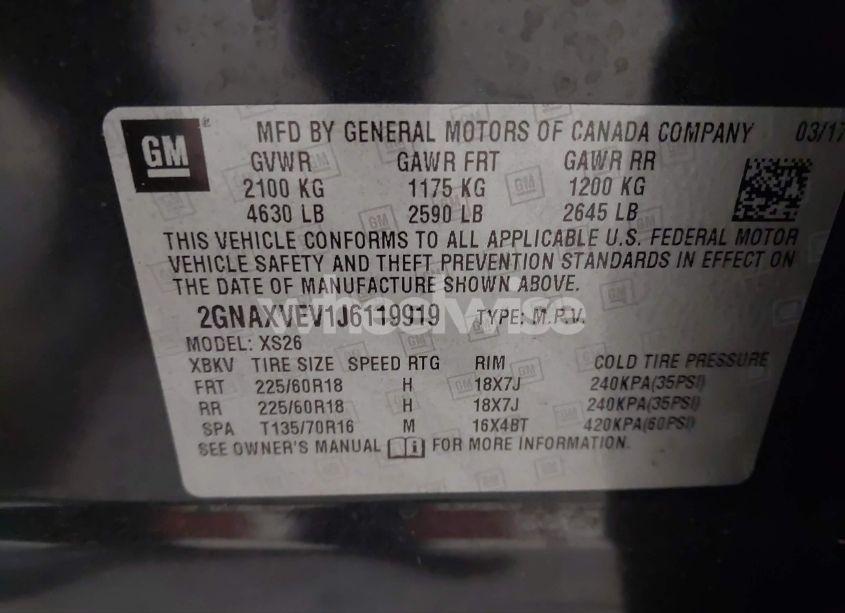 GM
MFD BY GENERAL MOTORS OF CANADA COMPANY 03/17
GVWR GAWR FRT GAWR RR
2100 KG 1175 KG 1200 KG
4630 LB 2590 LB 2645 LB
THIS VEHICLE CONFORMS TO ALL APPLICABLE U.S. FEDERAL MOTOR
VEHICLE SAFETY AND THEFT PREVENTION STANDARDS IN EFFECT ON
THE DATE OF MANUFACTURE SHOWN ABOVE.
2GNAXVEV1J6119919 TYPE: M.P.V.
wheelwise
MODEL: XS26
XBKV TIRE SIZE SPEED RTG RIM COLD TIRE PRESSURE
FRT 225/60R18 H 18X7J 240KPA(35PSI)
RR 225/60R18 H 18X7J 240KPA(35PSI)
SPA T135/70R16 M 16X4BT 420KPA(60PSI)
SEE OWNER'S MANUAL FOR MORE INFORMATION.